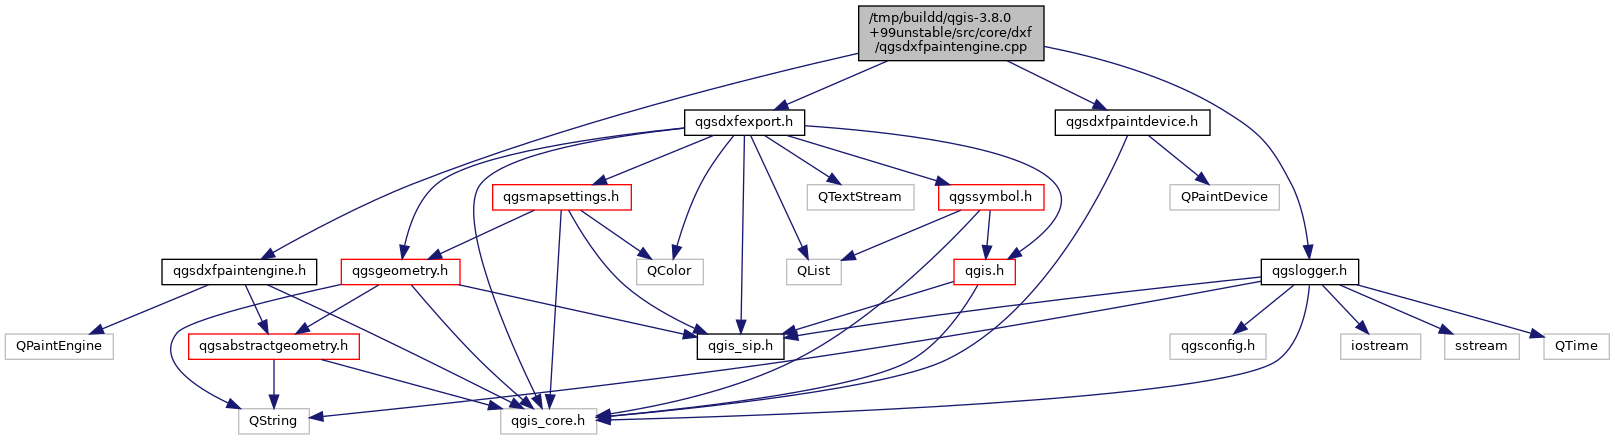 /tmp/buildd/qgis-3.8.0
+99unstable/src/core/dxf
/qgsdxfpaintengine.cpp
qgsdxfexport.h
qgsdxfpaintdevice.h
qgsmapsettings.h
QTextStream
qgssymbol.h
QPaintDevice
qgsdxfpaintengine.h
qgsgeometry.h
QColor
QList
qgis.h
qgslogger.h
QPaintEngine
qgsabstractgeometry.h
qgis_sip.h
qgsconfig.h
iostream
sstream
QTime
QString
qgis_core.h